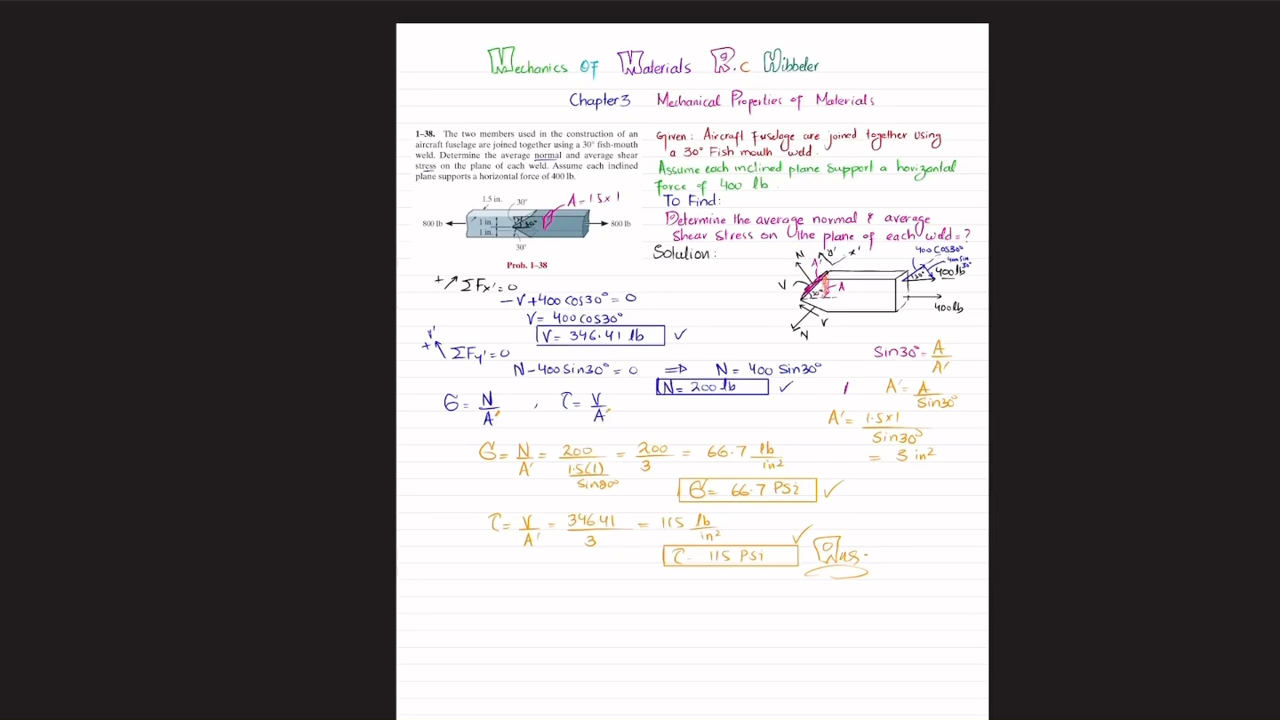 Mechanics Of Materials R.c Hibbeler
Chapter 3 Mechanical Properties of Materials
1–38. The two members used in the construction of an
aircraft fuselage are joined together using a 30° fish-mouth
weld. Determine the average normal and average shear
stress on the plane of each weld. Assume each inclined
plane supports a horizontal force of 400 lb.
1.5 in.
30°
A = 1.5 x 1
800 lb
1 in.
1 in.
30°
800 lb
30°
Prob. 1–38
Given: Aircraft fuseloge are joined together using
a 30° Fish mouth weld.
Assume each inclined plane support a horizontal
force of 400 lb.
To Find:
Determine the average normal & average
Shear Stress on the plane of each weld = ?
Solution:
N
y'
x'
A'
V
30°
A
V
N
400 Cos30°
400 Sin 30°
30°
400 lb
400 lb
+ ΣFx' = 0
-V + 400 cos30° = 0
V = 400 cos30°
V = 346.41 lb ✓
y'
+ ΣFy' = 0
N - 400 Sin30° = 0 ⇒ N = 400 Sin30°
N = 200 lb ✓
Sin30° = A/A'
A' = A/Sin30°
A' = 1.5x1/Sin30°
= 3 in²
σ = N/A' , τ = V/A'
σ = N/A' = 200/(1.5(1)/Sin30°) = 200/3 = 66.7 lb/in²
σ = 66.7 PSi ✓
τ = V/A' = 346.41/3 = 115 lb/in²
τ = 115 PSi ✓ Ans.